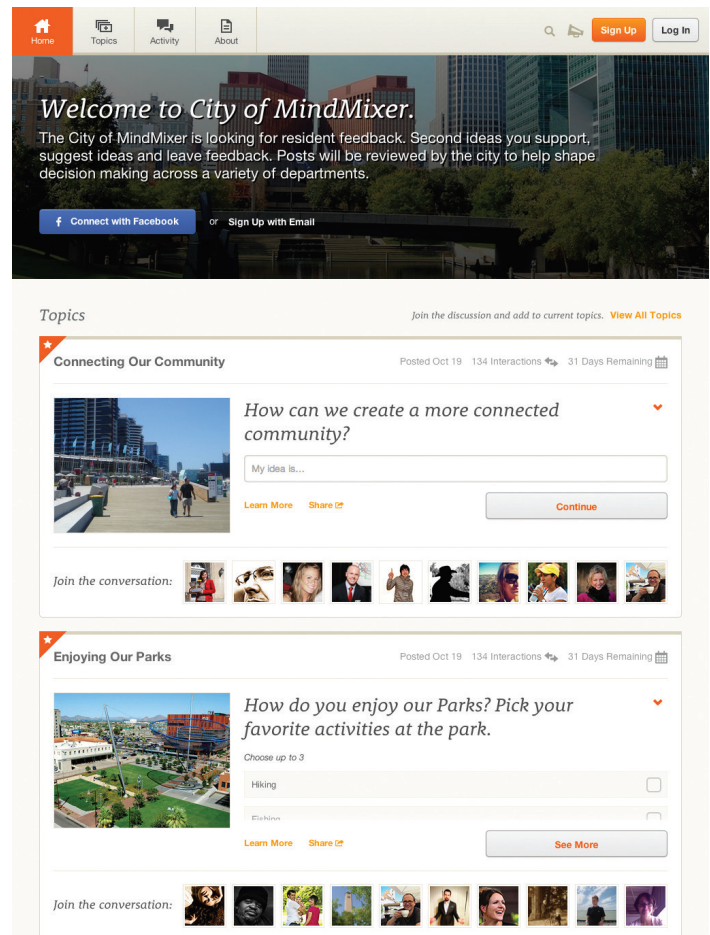 Home
Topics
Activity
About
Sign Up
Log In
Welcome to City of MindMixer.
The City of MindMixer is looking for resident feedback. Second ideas you support,
suggest ideas and leave feedback. Posts will be reviewed by the city to help shape
decision making across a variety of departments.
f Connect with Facebook or Sign Up with Email
Topics
Join the discussion and add to current topics. View All Topics
Connecting Our Community
Posted Oct 19 134 Interactions 31 Days Remaining
How can we create a more connected
community?
My idea is...
Learn More Share
Continue
Join the conversation:
Enjoying Our Parks
Posted Oct 19 134 Interactions 31 Days Remaining
How do you enjoy our Parks? Pick your
favorite activities at the park.
Choose up to 3
Hiking
Fishing
Learn More Share
See More
Join the conversation: